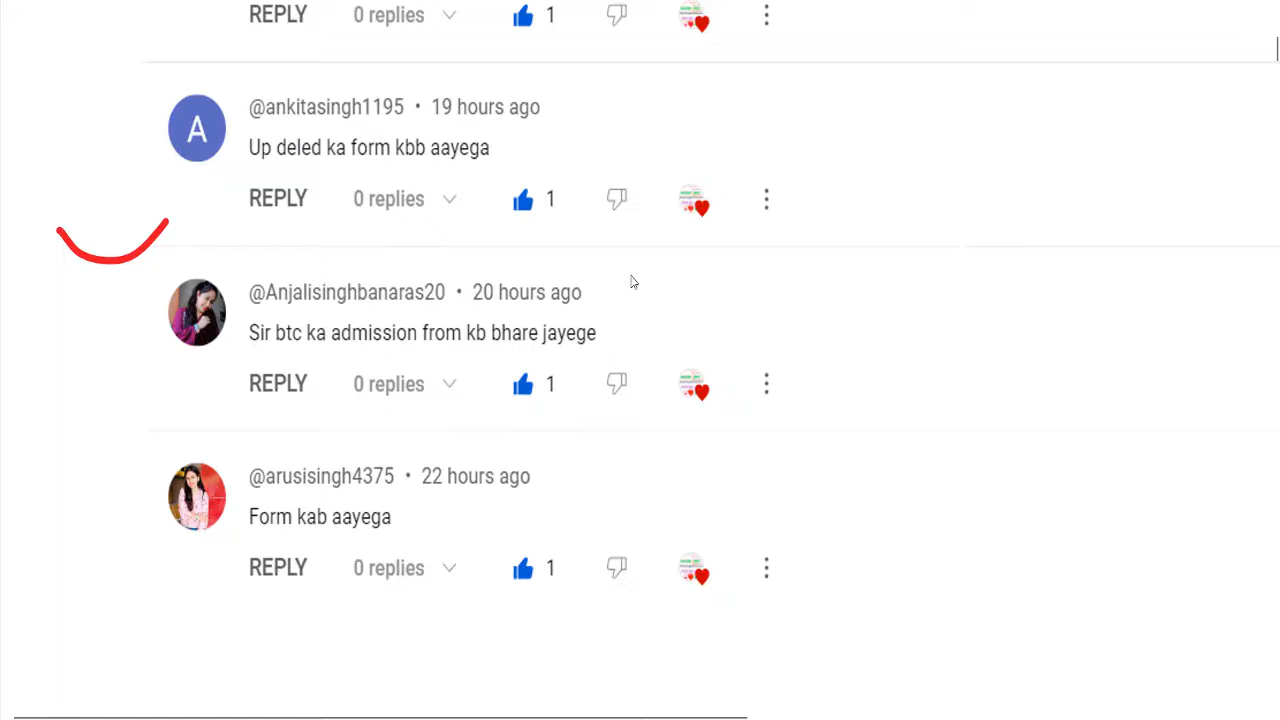 REPLY 0 replies 1
@ankitasingh1195 • 19 hours ago
Up deled ka form kbb aayega
REPLY 0 replies 1
@Anjalisinghbanaras20 • 20 hours ago
Sir btc ka admission from kb bhare jayege
REPLY 0 replies 1
@arusisingh4375 • 22 hours ago
Form kab aayega
REPLY 0 replies 1